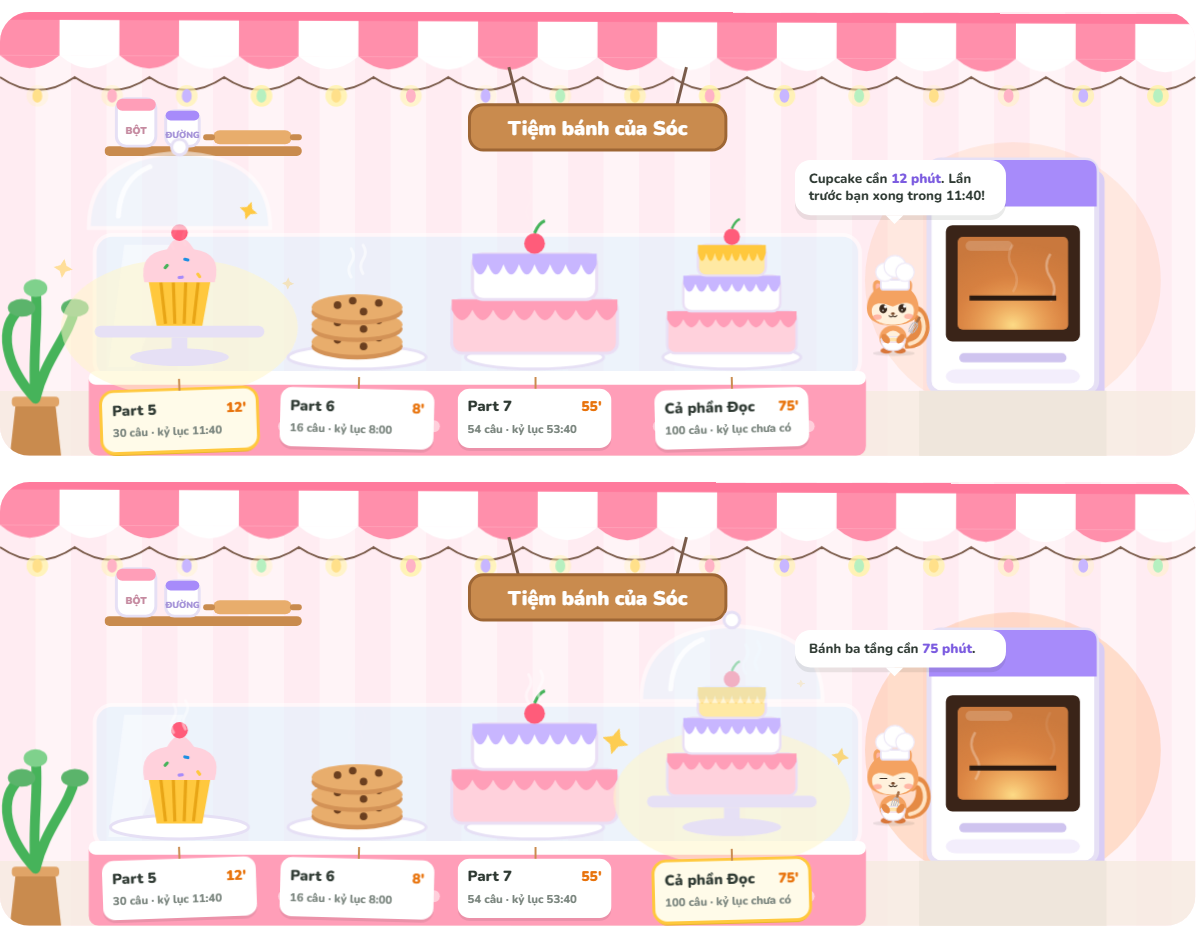 BỘT
ĐƯỜNG
Tiệm bánh của Sóc
Cupcake cần 12 phút. Lần
trước bạn xong trong 11:40!
Part 5 12'
30 câu · kỷ lục 11:40
Part 6 8'
16 câu · kỷ lục 8:00
Part 7 55'
54 câu · kỷ lục 53:40
Cả phần Đọc 75'
100 câu · kỷ lục chưa có
BỘT
ĐƯỜNG
Tiệm bánh của Sóc
Bánh ba tầng cần 75 phút.
Part 5 12'
30 câu · kỷ lục 11:40
Part 6 8'
16 câu · kỷ lục 8:00
Part 7 55'
54 câu · kỷ lục 53:40
Cả phần Đọc 75'
100 câu · kỷ lục chưa có